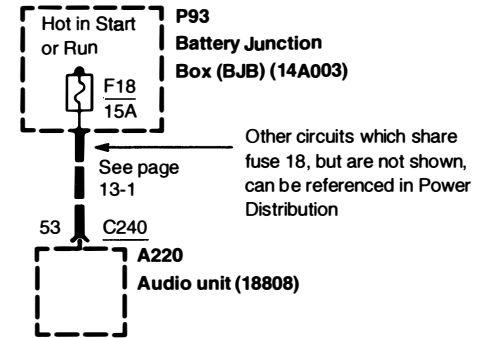 Hot in Start
or Run
P93
Battery Junction
Box (BJB) (14A003)
F18
15A
See page
13-1
Other circuits which share
fuse 18, but are not shown,
can be referenced in Power
Distribution
53
C240
A220
Audio unit (18808)